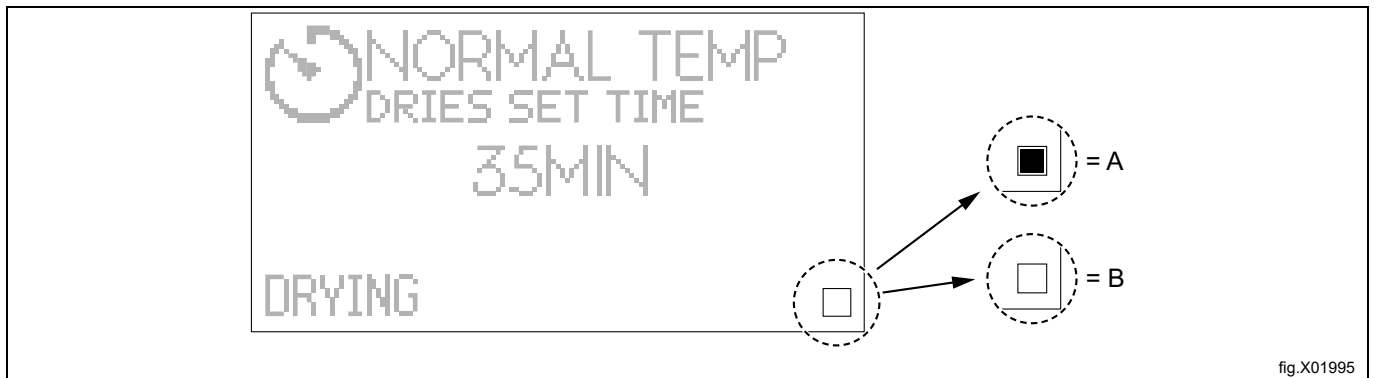 NORMAL TEMP
DRIES SET TIME
35MIN
DRYING
= A
= B
fig.X01995